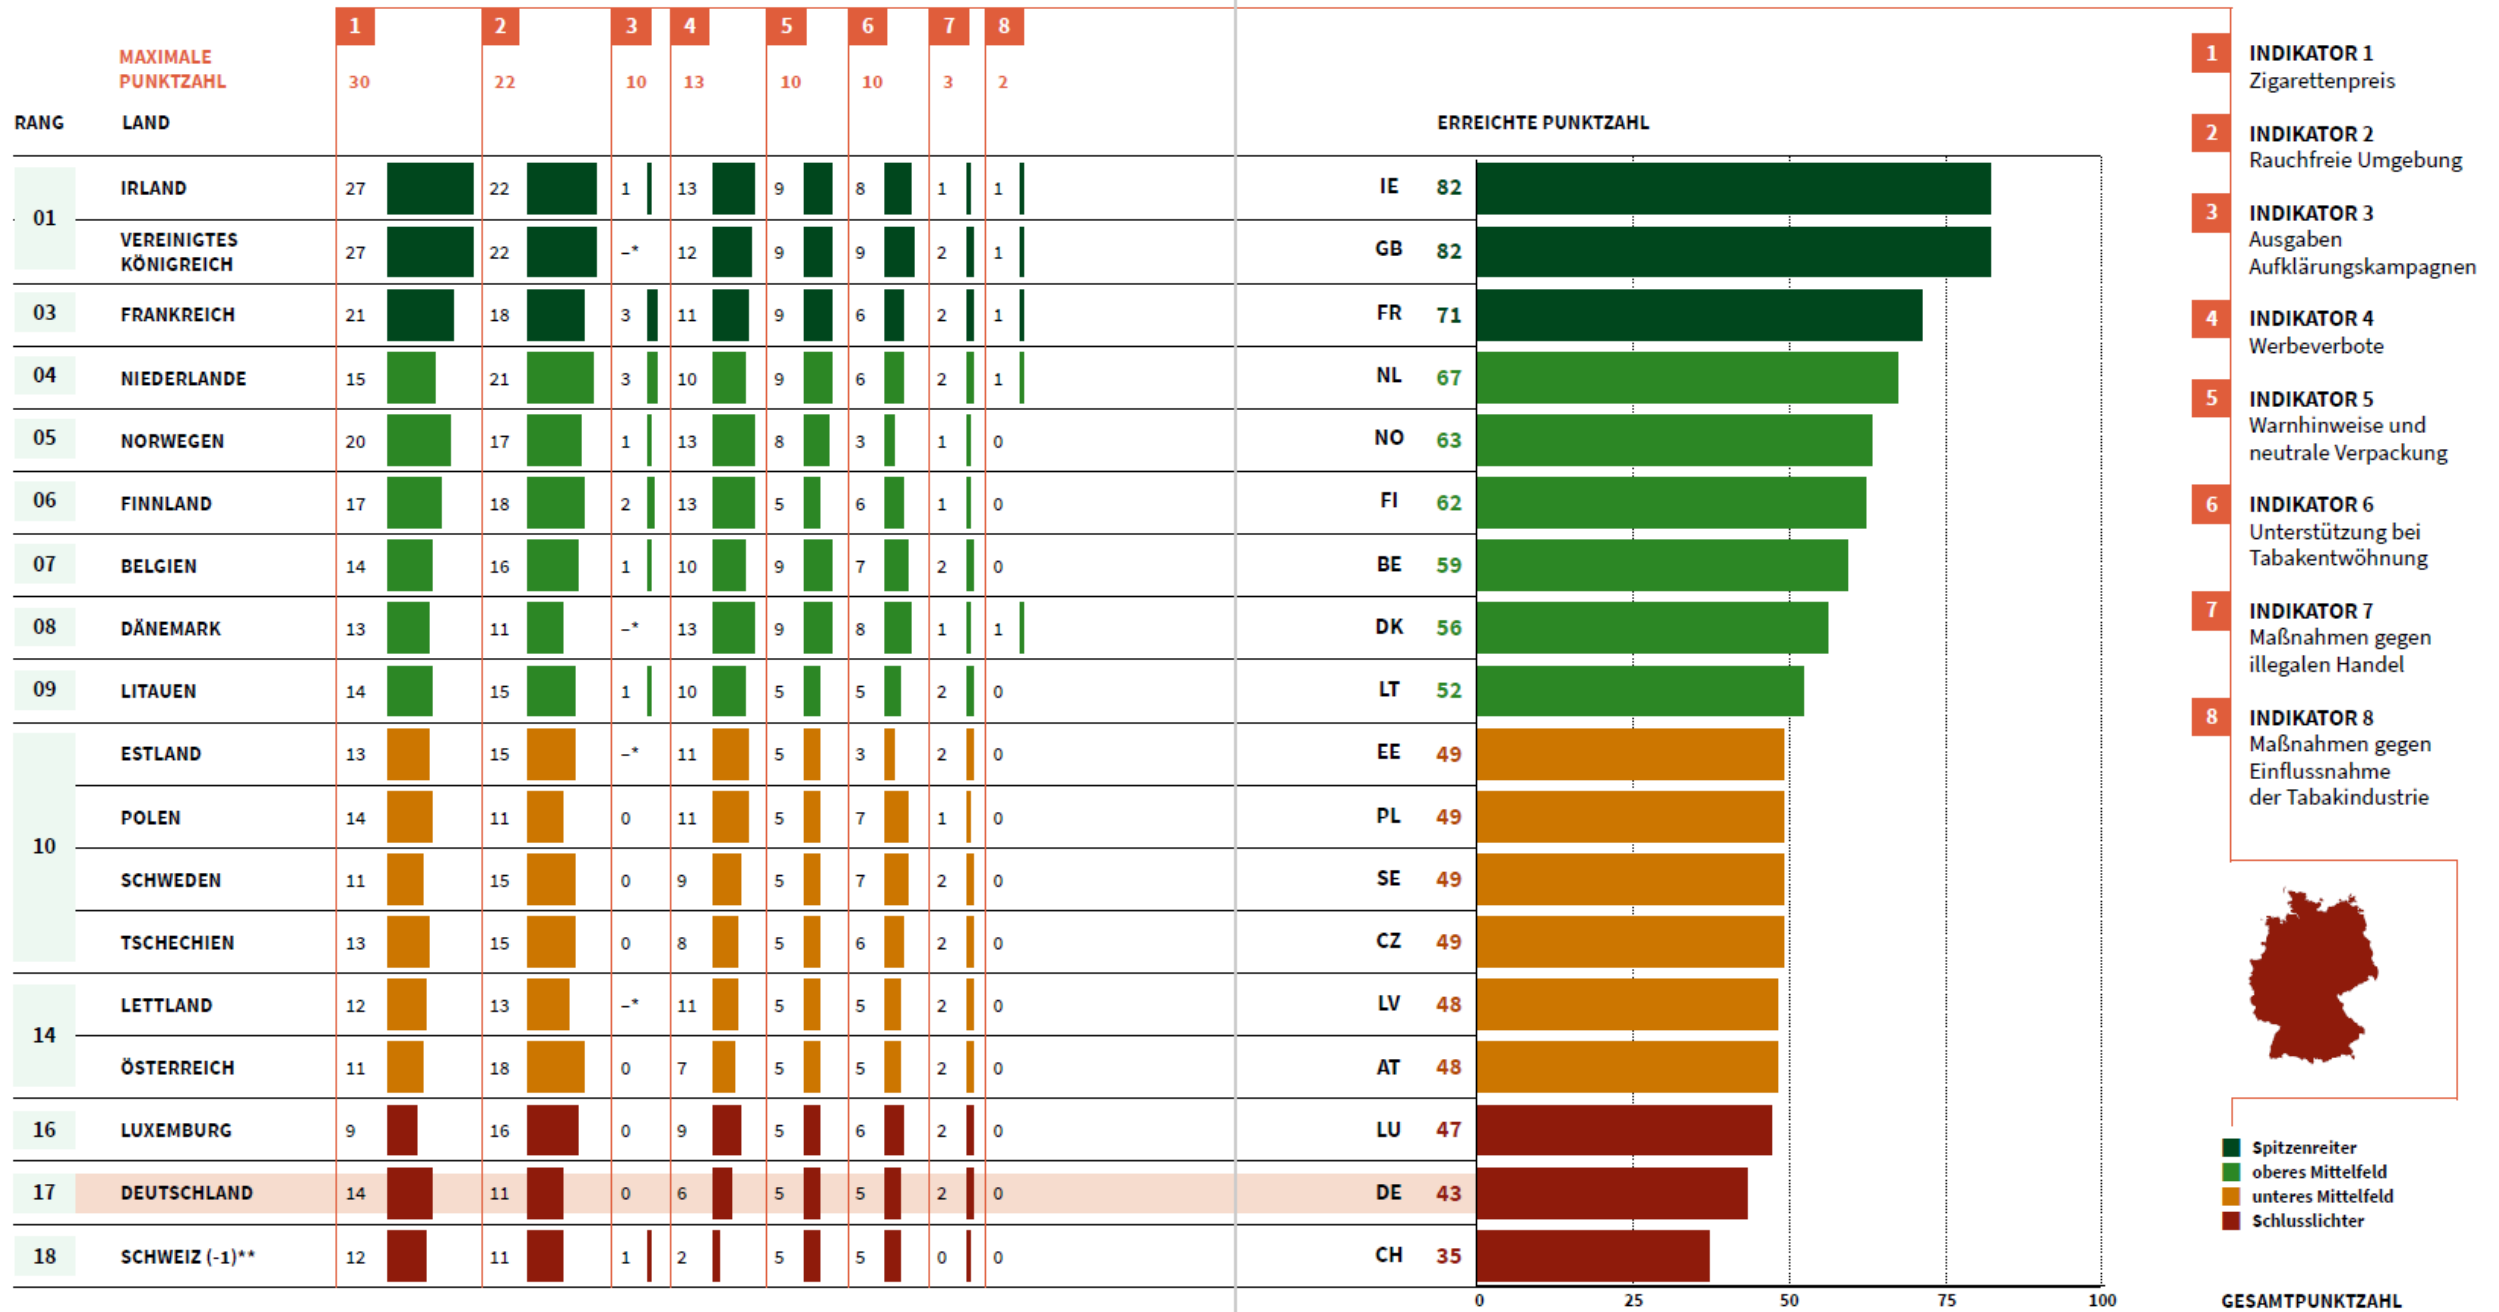 1 2 3 4 5 6 7 8
MAXIMALE
PUNKTZAHL 30 22 10 13 10 10 3 2
RANG LAND ERREICHTE PUNKTZAHL
01 IRLAND 27 22 1 13 9 8 1 1 IE 82
VEREINIGTES
KÖNIGREICH 27 22 –* 12 9 9 2 1 GB 82
03 FRANKREICH 21 18 3 11 9 6 2 1 FR 71
04 NIEDERLANDE 15 21 3 10 9 6 2 1 NL 67
05 NORWEGEN 20 17 1 13 8 3 1 0 NO 63
06 FINNLAND 17 18 2 13 5 6 1 0 FI 62
07 BELGIEN 14 16 1 10 9 7 2 0 BE 59
08 DÄNEMARK 13 11 –* 13 9 8 1 1 DK 56
09 LITAUEN 14 15 1 10 5 5 2 0 LT 52
10 ESTLAND 13 15 –* 11 5 3 2 0 EE 49
POLEN 14 11 0 11 5 7 1 0 PL 49
SCHWEDEN 11 15 0 9 5 7 2 0 SE 49
TSCHECHIEN 13 15 0 8 5 6 2 0 CZ 49
14 LETTLAND 12 13 –* 11 5 5 2 0 LV 48
ÖSTERREICH 11 18 0 7 5 5 2 0 AT 48
16 LUXEMBURG 9 16 0 9 5 6 2 0 LU 47
17 DEUTSCHLAND 14 11 0 6 5 5 2 0 DE 43
18 SCHWEIZ (-1)** 12 11 1 2 5 5 0 0 CH 35
0 25 50 75 100 GESAMTPUNKTZAHL
1 INDIKATOR 1
Zigarettenpreis
2 INDIKATOR 2
Rauchfreie Umgebung
3 INDIKATOR 3
Ausgaben
Aufklärungskampagnen
4 INDIKATOR 4
Werbeverbote
5 INDIKATOR 5
Warnhinweise und
neutrale Verpackung
6 INDIKATOR 6
Unterstützung bei
Tabakentwöhnung
7 INDIKATOR 7
Maßnahmen gegen
illegalen Handel
8 INDIKATOR 8
Maßnahmen gegen
Einflussnahme
der Tabakindustrie
Spitzenreiter
oberes Mittelfeld
unteres Mittelfeld
Schlusslichter